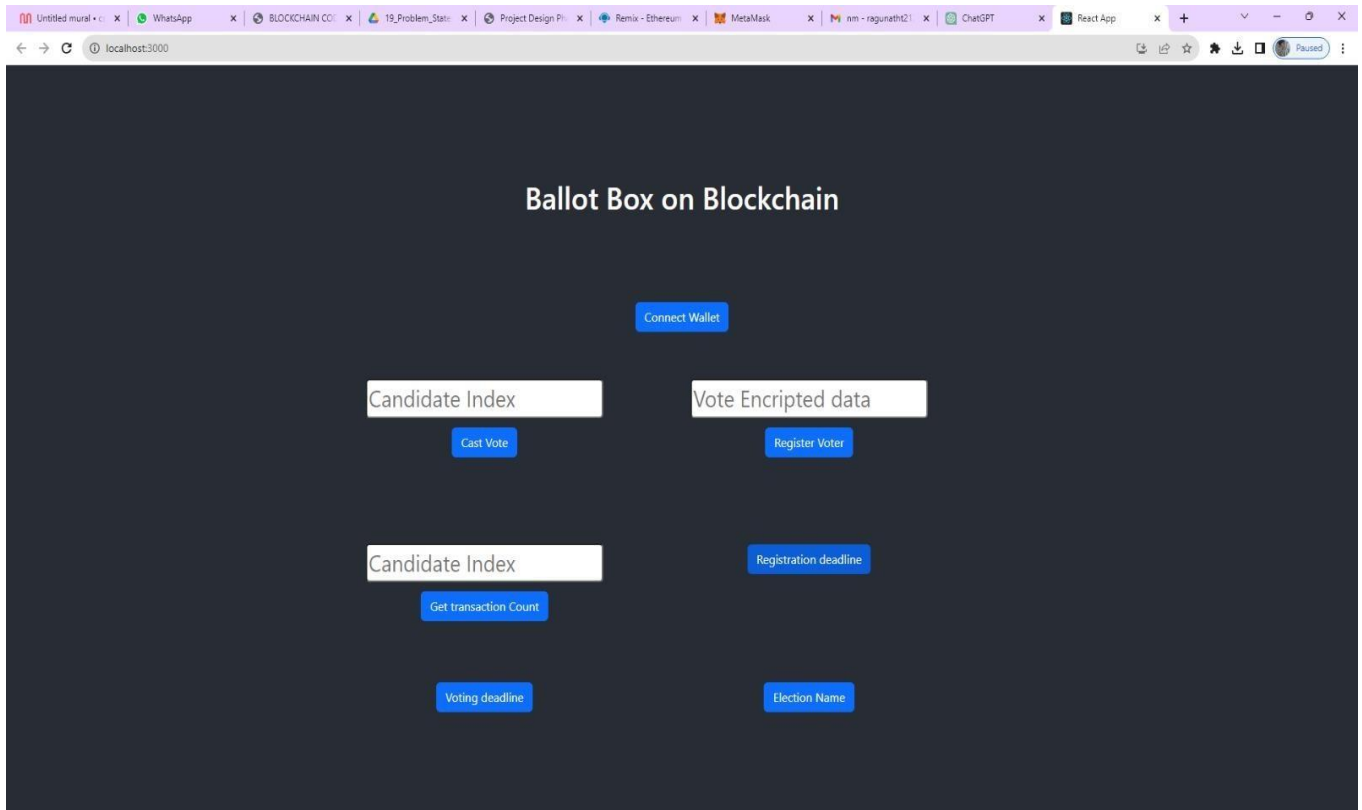 Untitled mural • c
WhatsApp
BLOCKCHAIN CO
19_Problem_State
Project Design Ph
Remix - Ethereum
MetaMask
nm - ragunatht21
ChatGPT
React App
localhost:3000
Paused
Ballot Box on Blockchain
Connect Wallet
Candidate Index
Vote Encripted data
Cast Vote
Register Voter
Candidate Index
Registration deadline
Get transaction Count
Voting deadline
Election Name